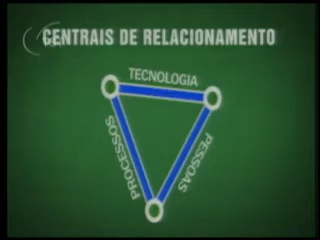 CENTRAIS DE RELACIONAMENTO
TECNOLOGIA
PROCESSOS
PESSOAS